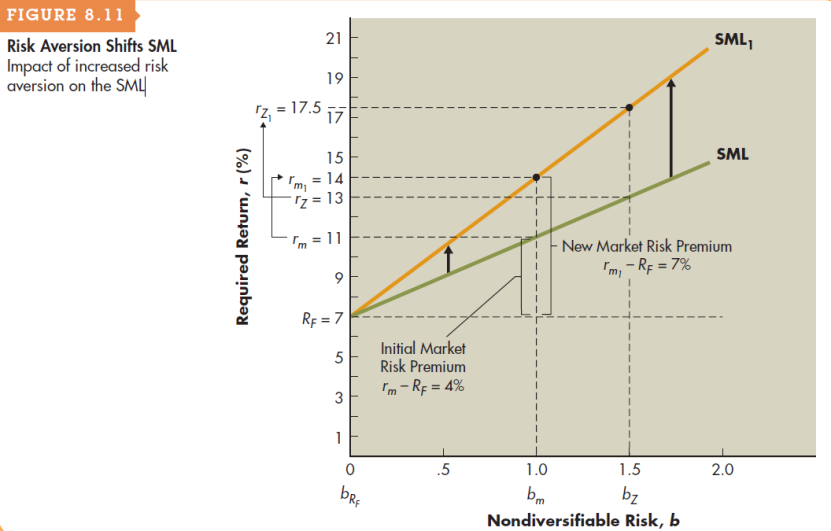 FIGURE 8.11
Risk Aversion Shifts SML
Impact of increased risk
aversion on the SML
Required Return, r (%)
21
19
rZ1 = 17.5
17
15
rm1 = 14
rZ = 13
rm = 11
9
RF = 7
5
3
1
SML1
SML
New Market Risk Premium
rm1 – RF = 7%
Initial Market
Risk Premium
rm – RF = 4%
0 .5 1.0 1.5 2.0
bRF bm bZ
Nondiversifiable Risk, b